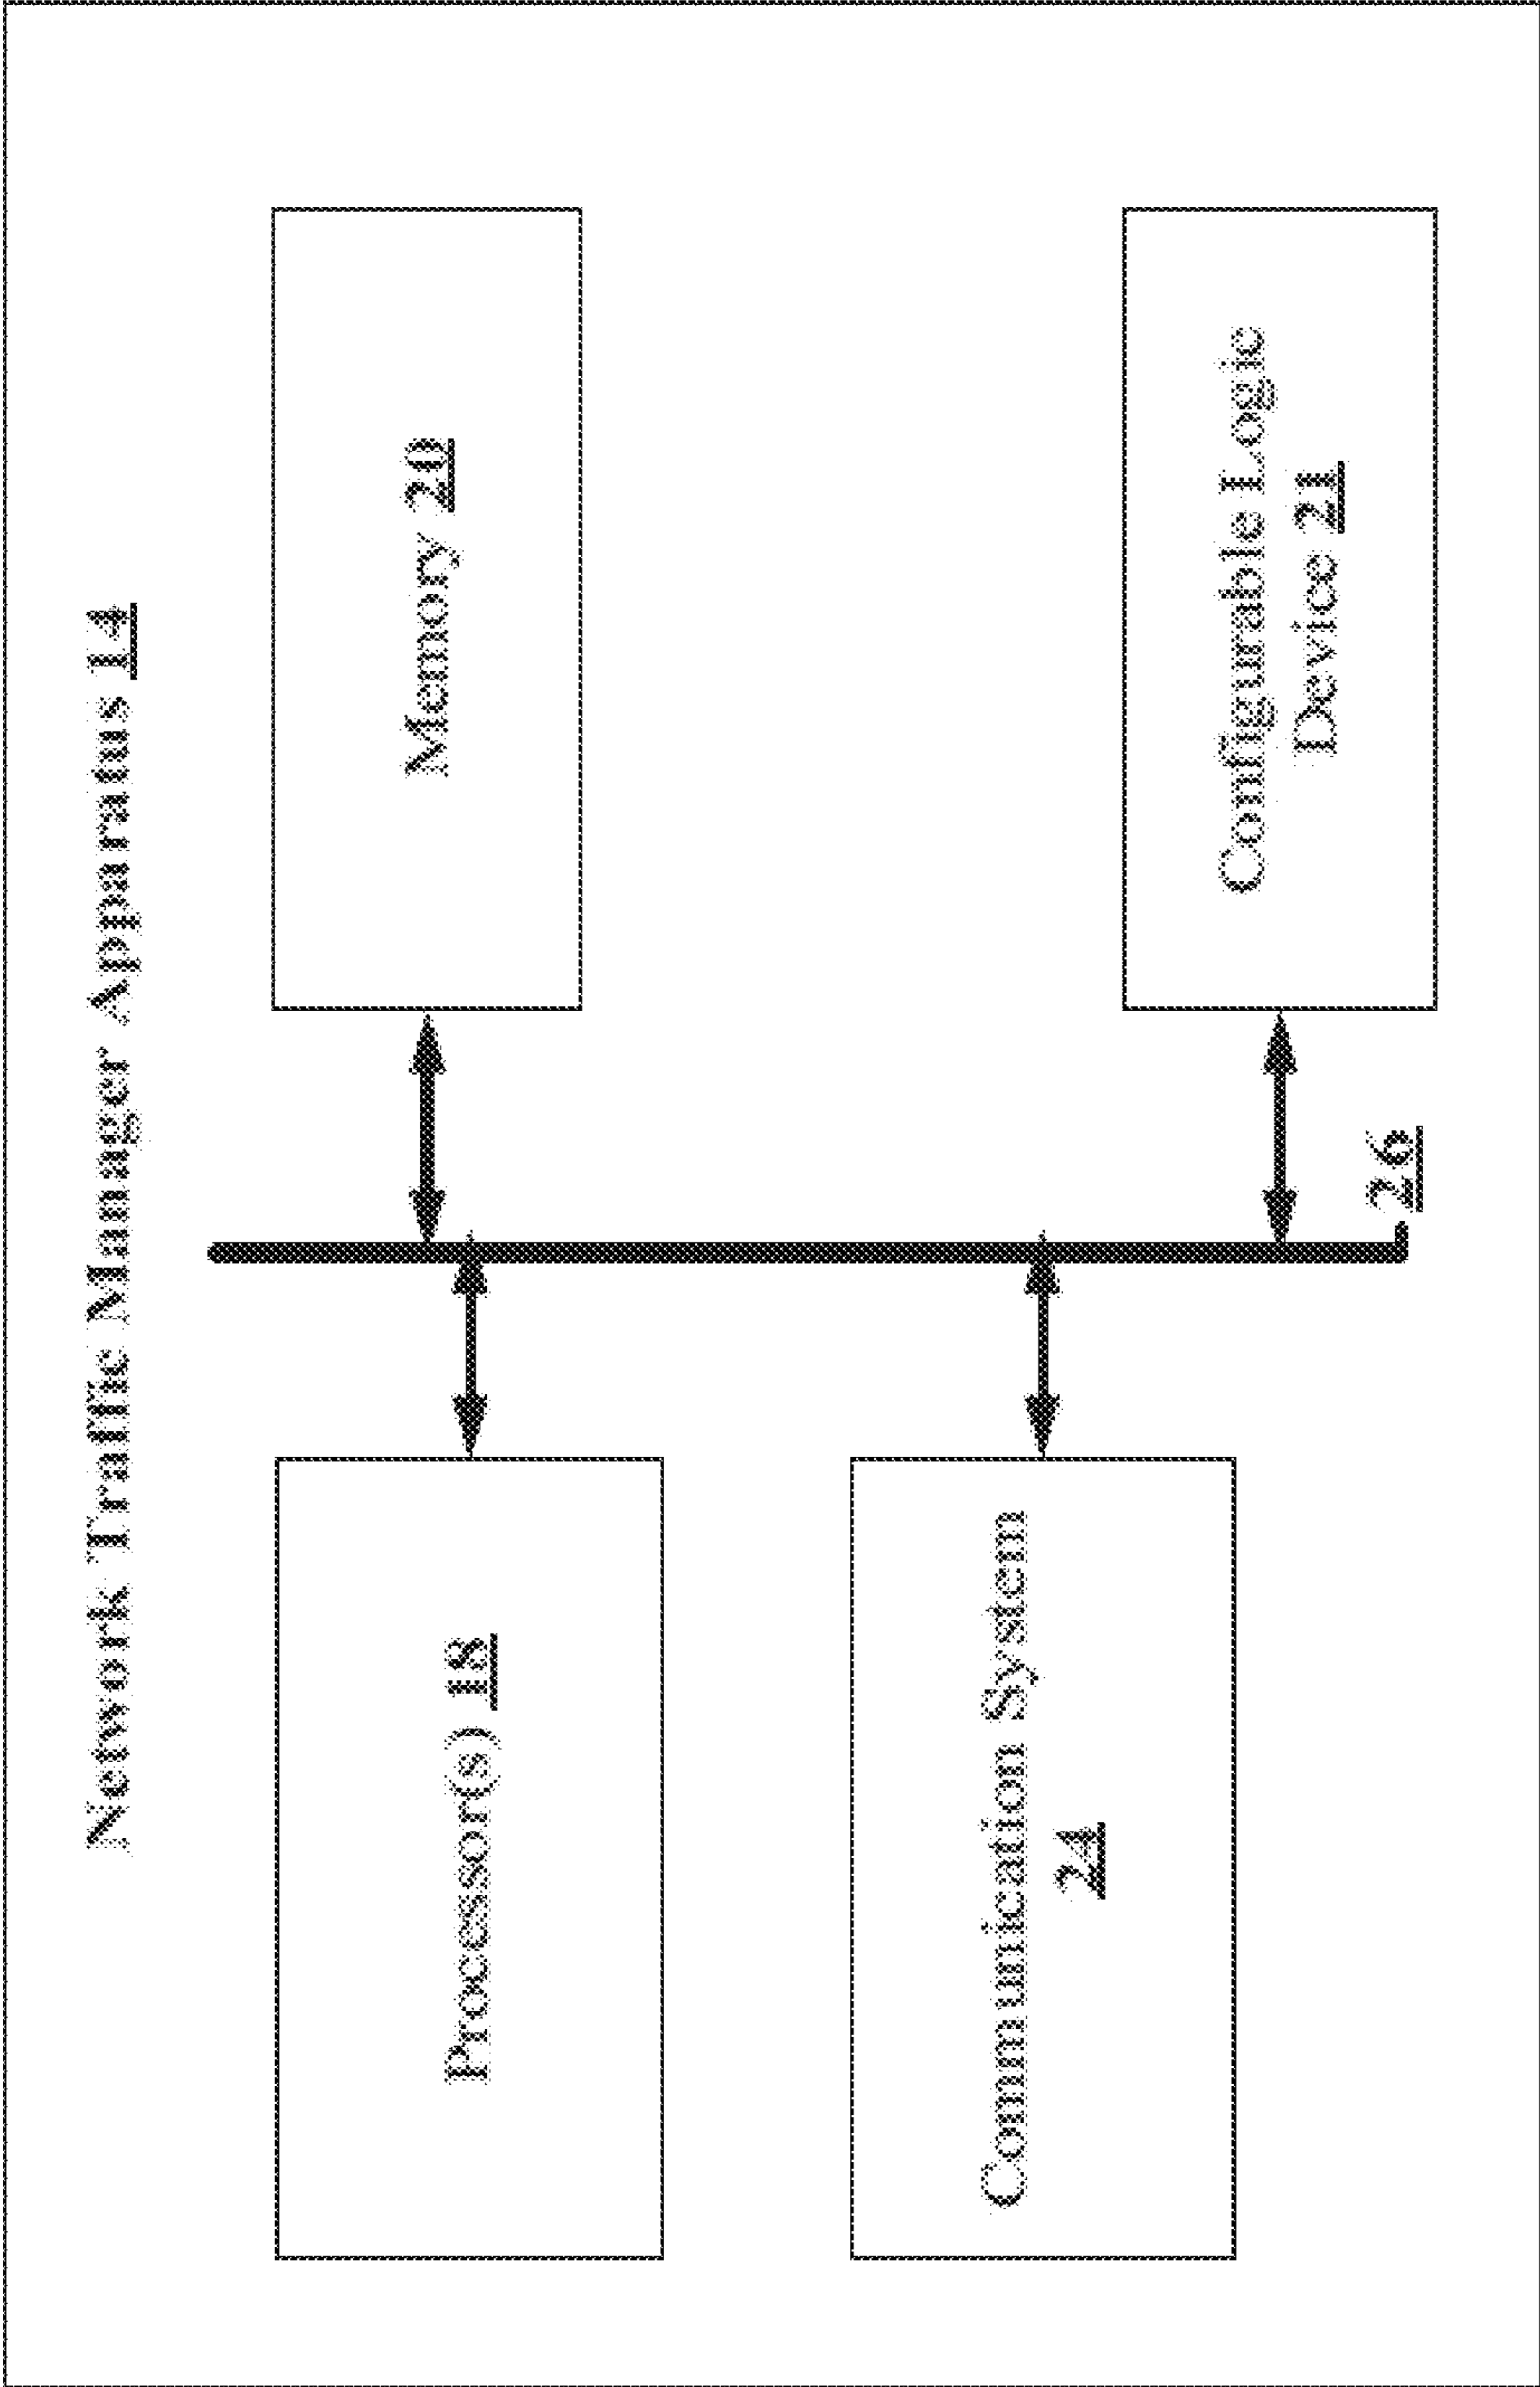 Network Traffic Manager Apparatus 14
Processor(s) 18
Memory 20
Communication System
24
Configurable Logic
Device 21
26